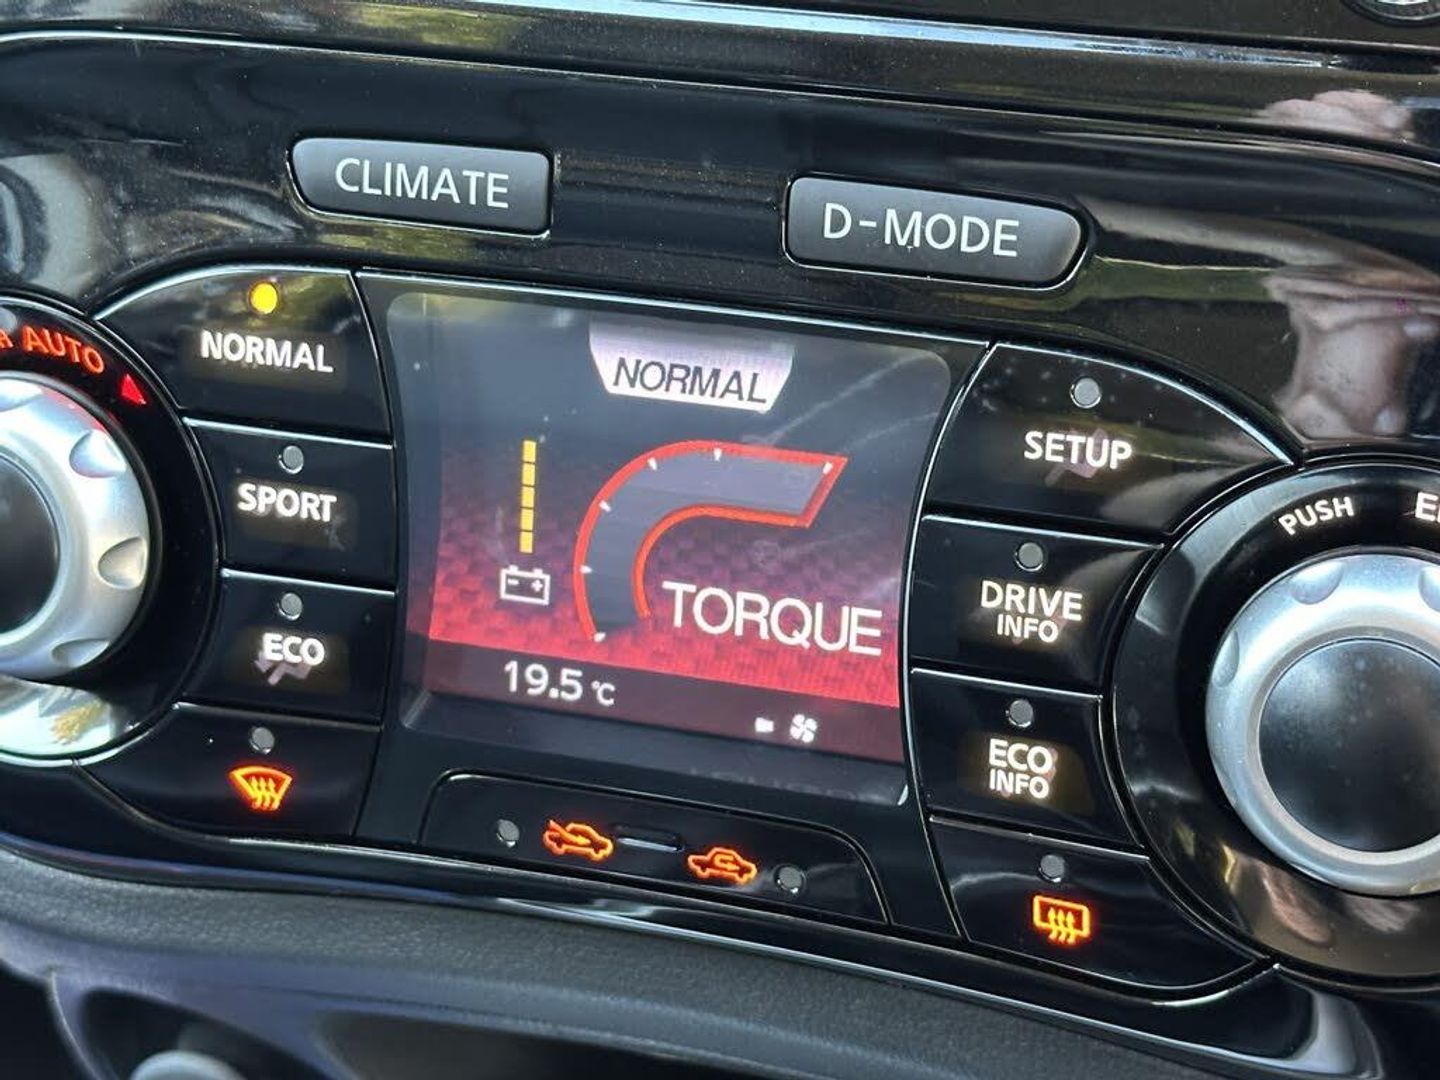 CLIMATE
D-MODE
AUTO
NORMAL
NORMAL
SETUP
SPORT
PUSH
DRIVE
INFO
TORQUE
ECO
19.5 °C
ECO
INFO